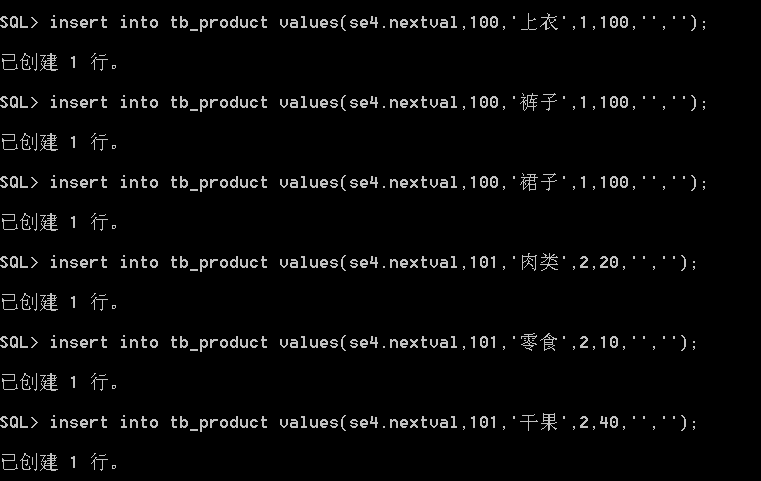 SQL> insert into tb_product values(se4.nextval,100,'上衣',1,100,'','');
已创建 1 行。
SQL> insert into tb_product values(se4.nextval,100,'裤子',1,100,'','');
已创建 1 行。
SQL> insert into tb_product values(se4.nextval,100,'裙子',1,100,'','');
已创建 1 行。
SQL> insert into tb_product values(se4.nextval,101,'肉类',2,20,'','');
已创建 1 行。
SQL> insert into tb_product values(se4.nextval,101,'零食',2,10,'','');
已创建 1 行。
SQL> insert into tb_product values(se4.nextval,101,'干果',2,40,'','');
已创建 1 行。